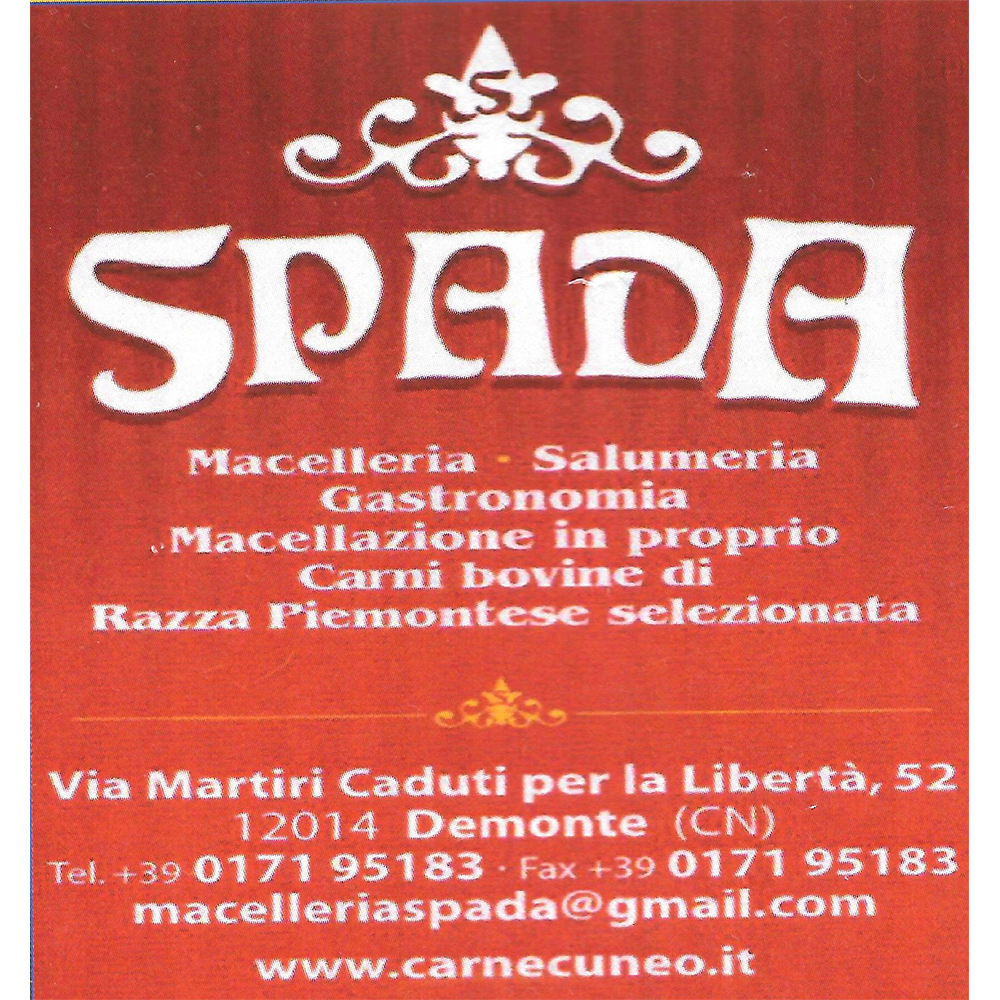 S
SPADA
Macelleria · Salumeria
Gastronomia
Macellazione in proprio
Carni bovine di
Razza Piemontese selezionata
S
Via Martiri Caduti per la Libertà, 52
12014 Demonte (CN)
Tel. +39 0171 95183 · Fax +39 0171 95183
macelleriaspada@gmail.com
www.carnecuneo.it